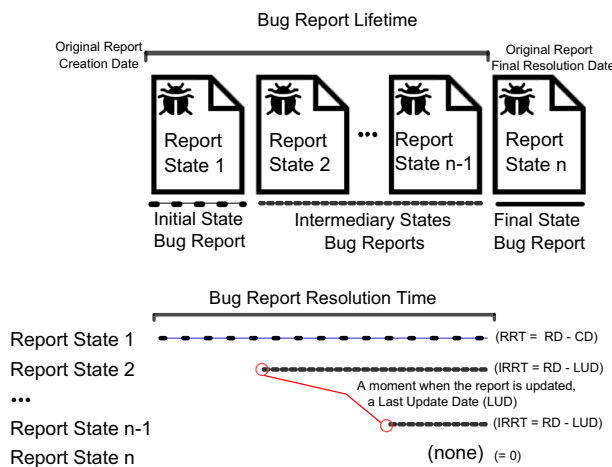 Bug Report Lifetime
Original Report
Creation Date
Original Report
Final Resolution Date
Report
State 1
Report
State 2
...
Report
State n-1
Report
State n
Initial State
Bug Report
Intermediary States
Bug Reports
Final State
Bug Report
Bug Report Resolution Time
Report State 1
(RRT = RD - CD)
Report State 2
(IRRT = RD - LUD)
A moment when the report is updated,
a Last Update Date (LUD)
...
Report State n-1
(IRRT = RD - LUD)
Report State n
(none) (= 0)